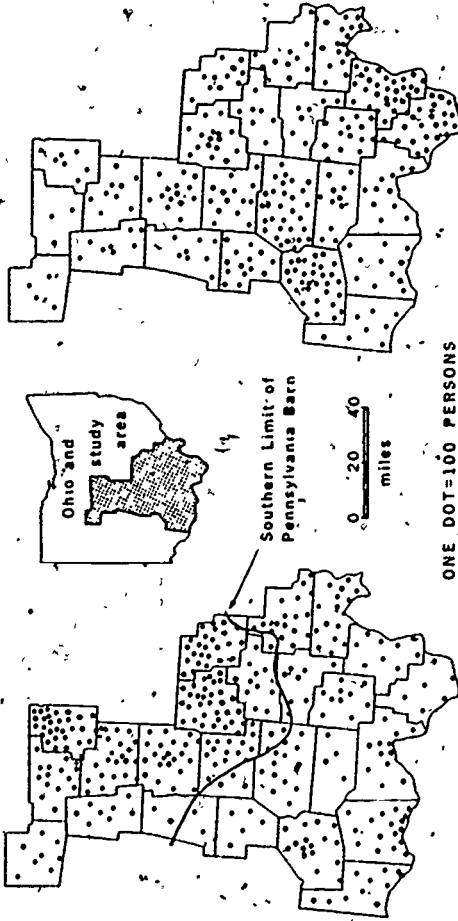 Ohio and
study
area
Southern Limit of
Pennsylvania Barn
0 20 40
miles
ONE DOT=100 PERSONS